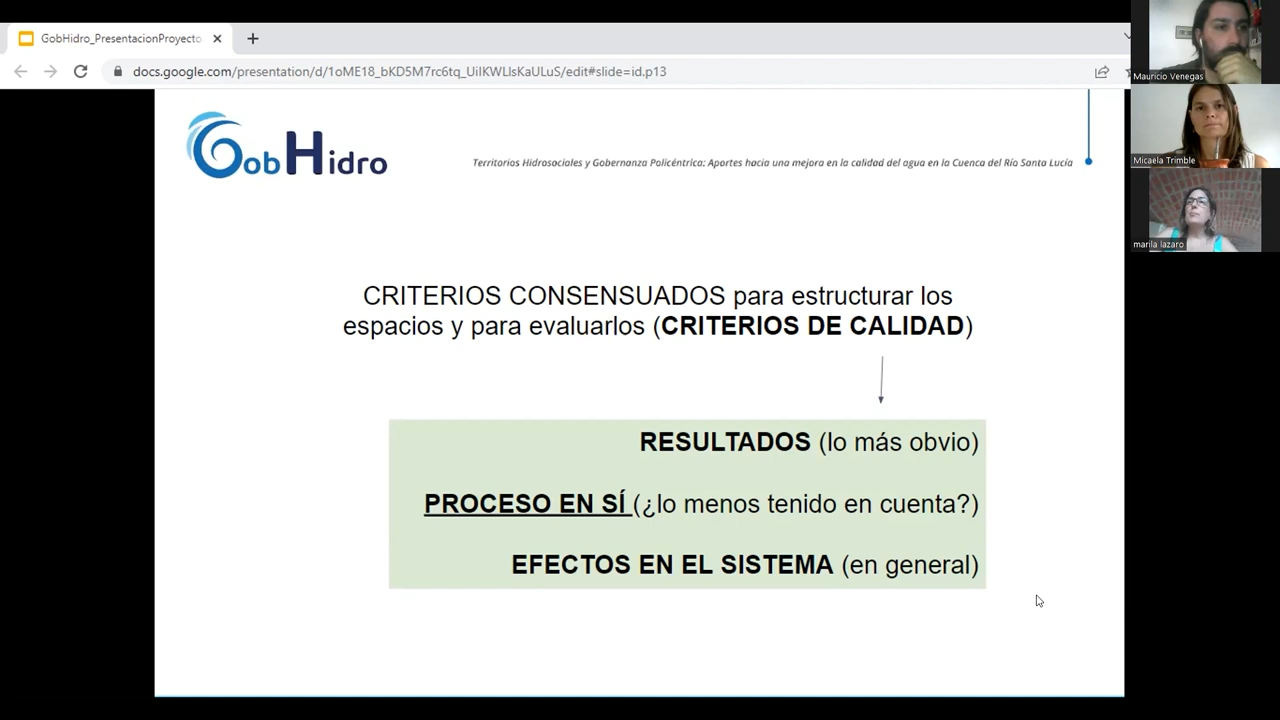 GobHidro_PresentacionProyecto
docs.google.com/presentation/d/1oME18_bKD5M7rc6tq_UiIKWLlsKaULuS/edit#slide=id.p13
GobHidro
Territorios Hidrosociales y Gobernanza Policéntrica: Aportes hacia una mejora en la calidad del agua en la Cuenca del Río Santa Lucía
CRITERIOS CONSENSUADOS para estructurar los
espacios y para evaluarlos (CRITERIOS DE CALIDAD)
RESULTADOS (lo más obvio)
PROCESO EN SÍ (¿lo menos tenido en cuenta?)
EFECTOS EN EL SISTEMA (en general)
Mauricio Venegas
Micaela Trimble
marila lazaro